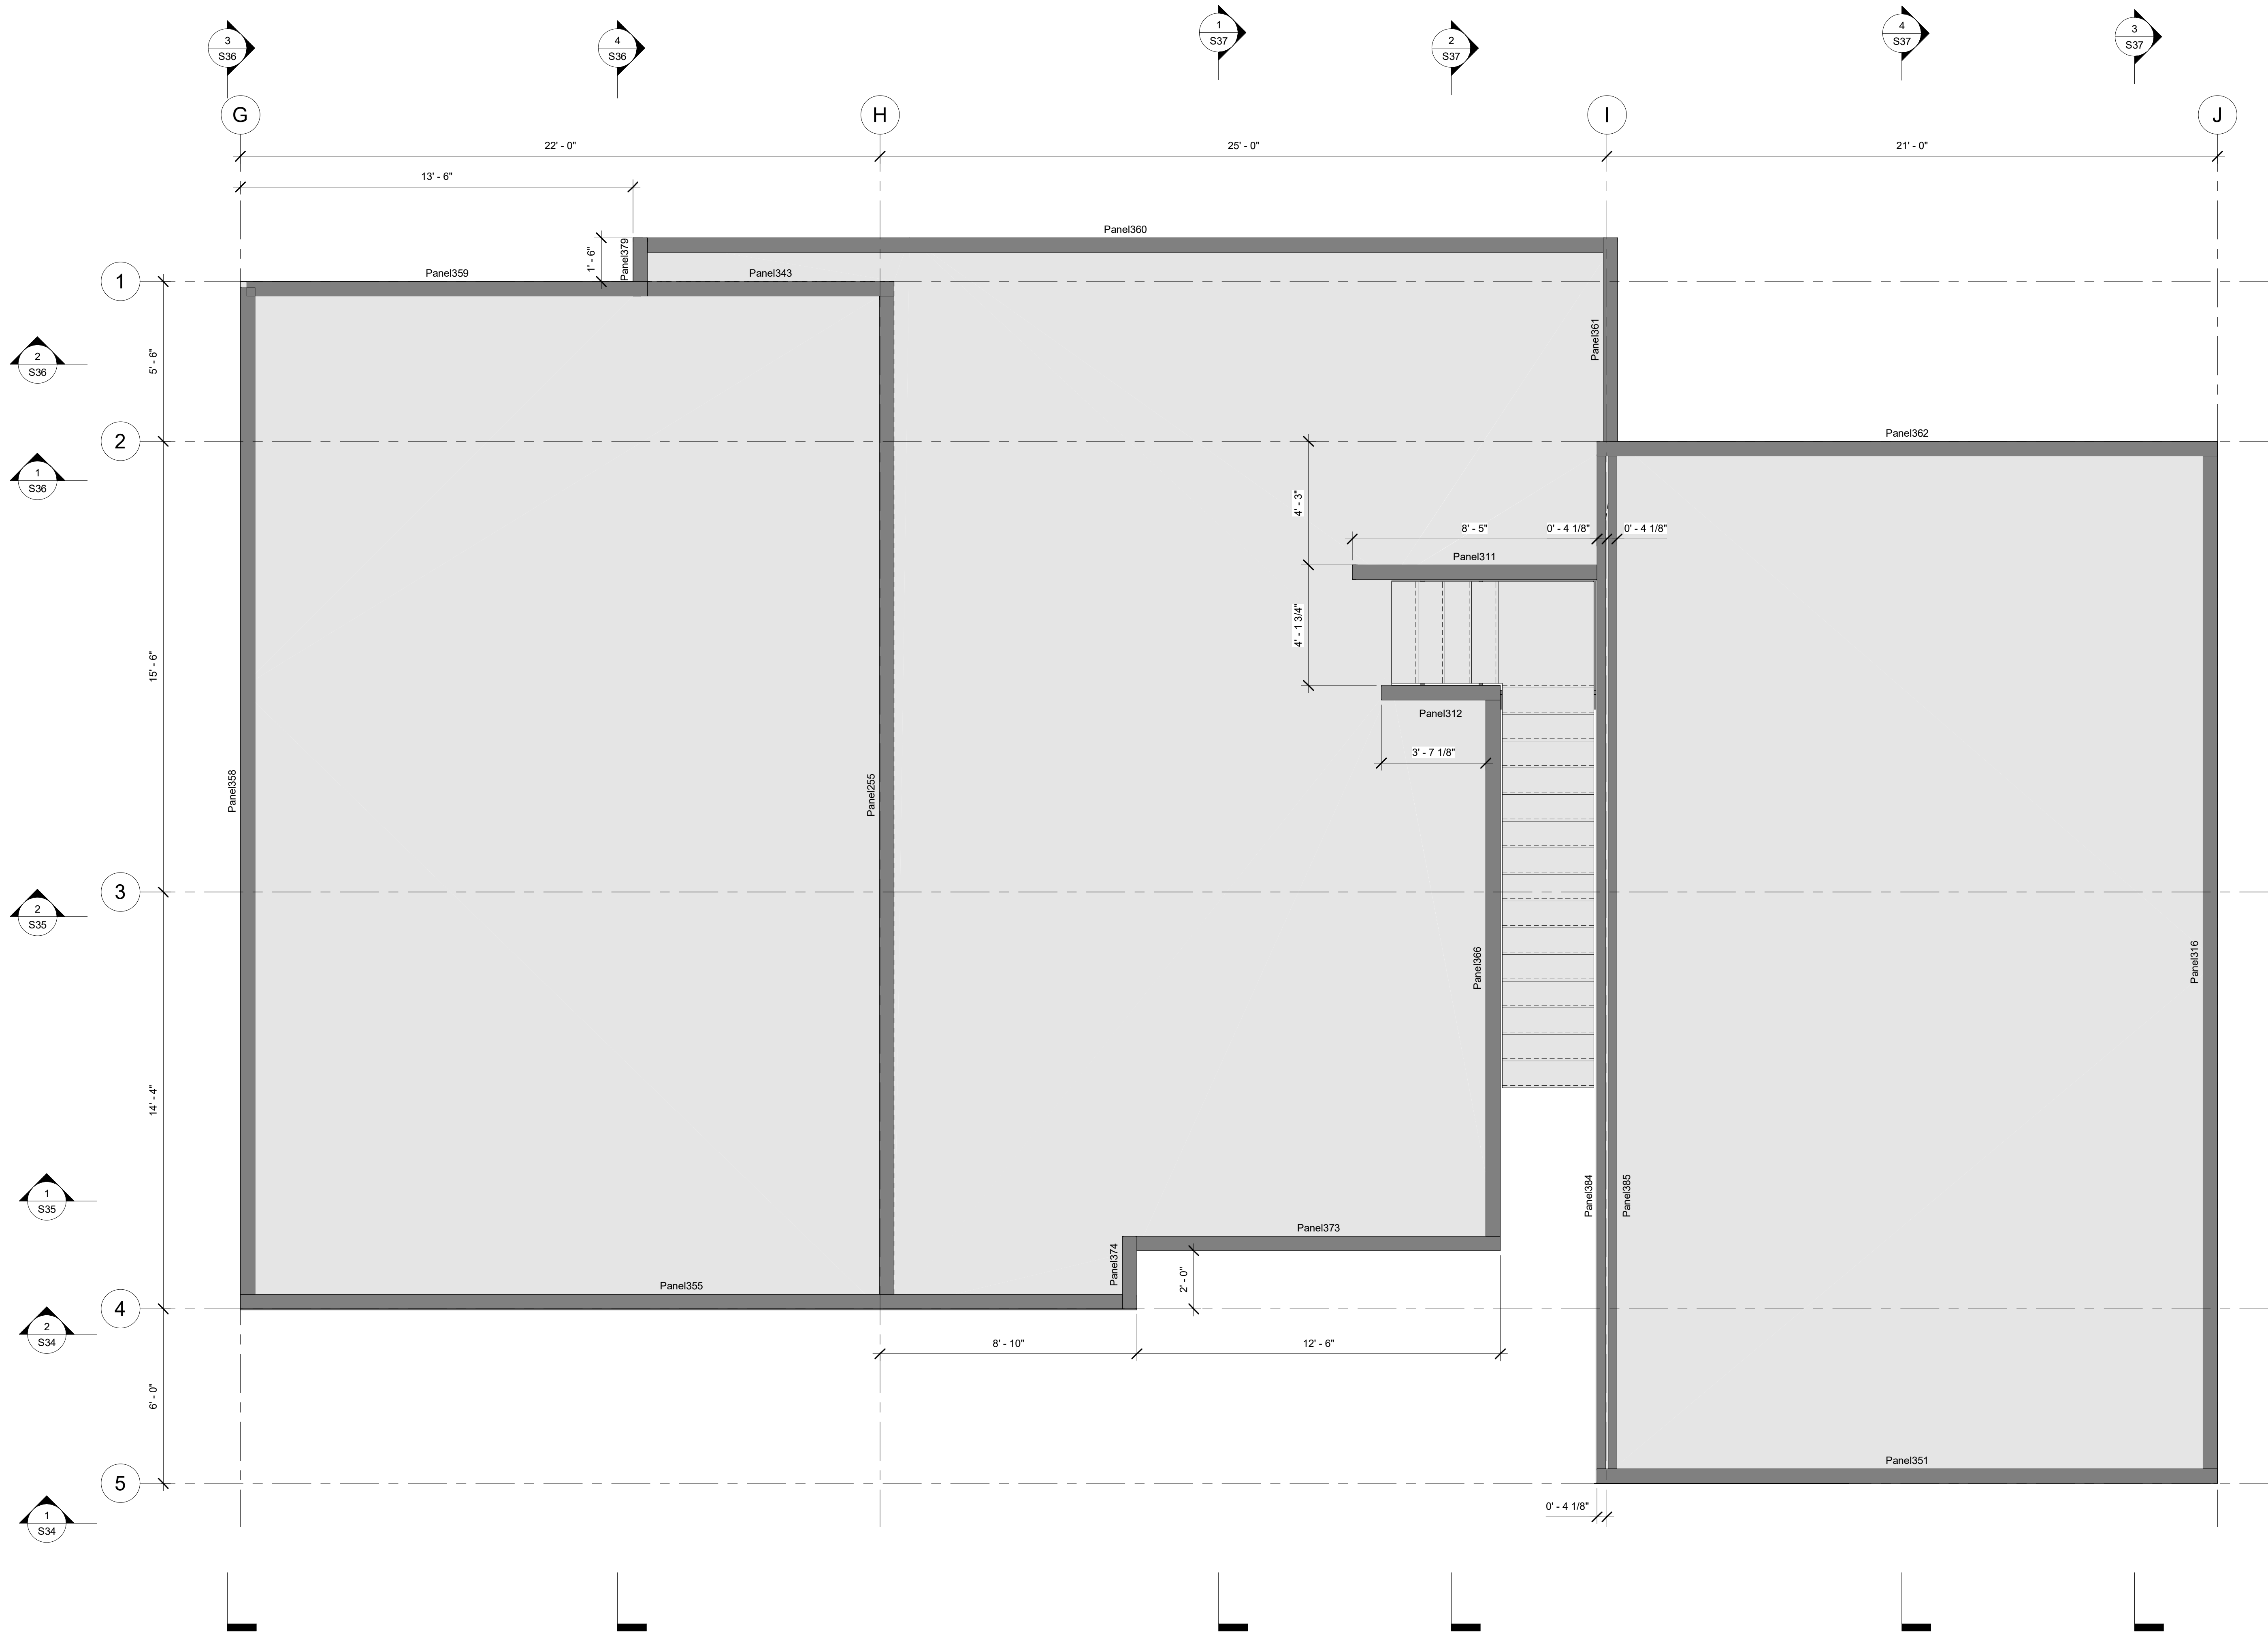 3
S36
4
S36
1
S37
2
S37
4
S37
3
S37
G
H
I
J
22' - 0"
25' - 0"
21' - 0"
13' - 6"
Panel360
1' - 6"
Panel379
Panel359
Panel343
1
5' - 6"
Panel361
2
S36
2
Panel362
1
S36
4' - 3"
8' - 5"
0' - 4 1/8"
0' - 4 1/8"
Panel311
4' - 1 3/4"
15' - 6"
Panel312
3' - 7 1/8"
Panel358
Panel255
3
2
S35
Panel366
Panel316
14' - 4"
1
S35
Panel384
Panel385
Panel373
Panel374
2' - 0"
Panel355
4
2
S34
8' - 10"
12' - 6"
6' - 0"
Panel351
5
0' - 4 1/8"
1
S34